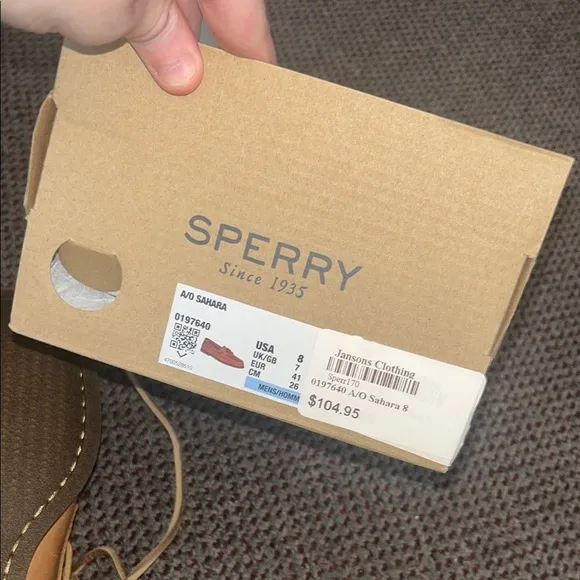 SPERRY
Since 1935
A/O SAHARA
0197640
USA 8
UK/GB 7
EUR 41
CM 26
MENS/HOMM
Jansons Clothing
Sperr170
0197640 A/O Sahara 8
$104.95